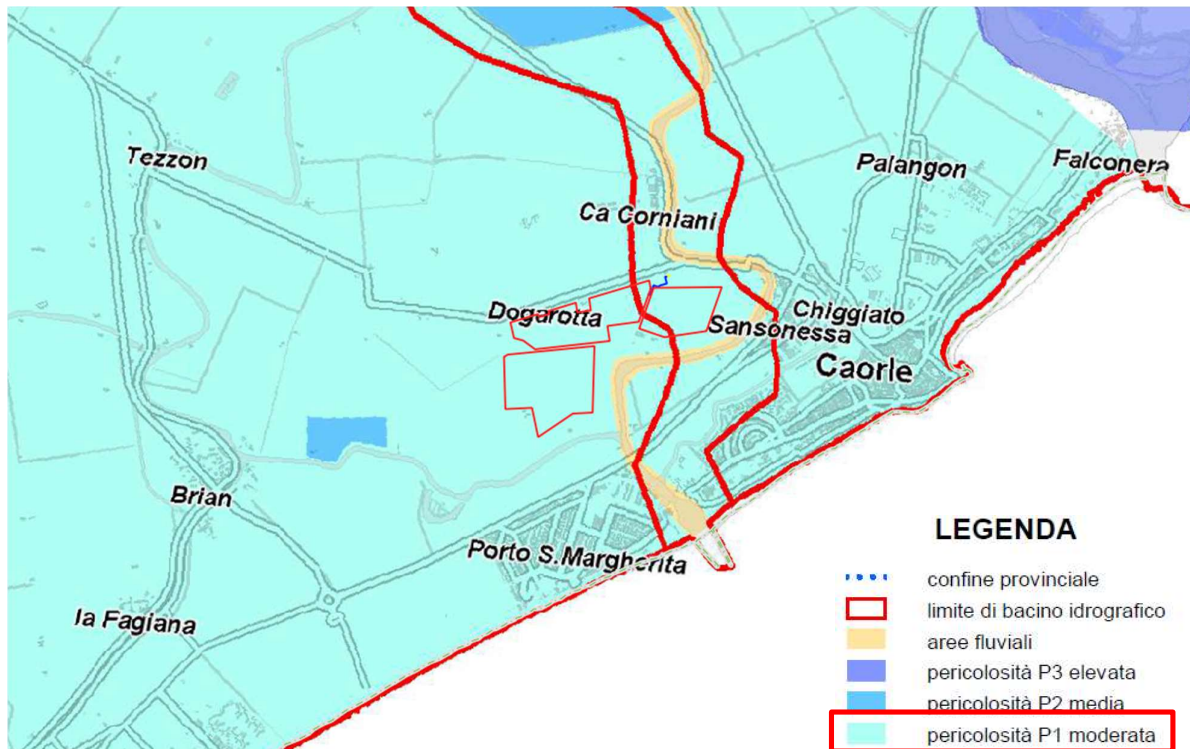 Tezzon
Palangon
Falconera
Ca Corniani
Dogarotta
Chiggiato
Sansonessa
Caorle
Brian
Porto S.Margherita
la Fagiana
LEGENDA
confine provinciale
limite di bacino idrografico
aree fluviali
pericolosità P3 elevata
pericolosità P2 media
pericolosità P1 moderata